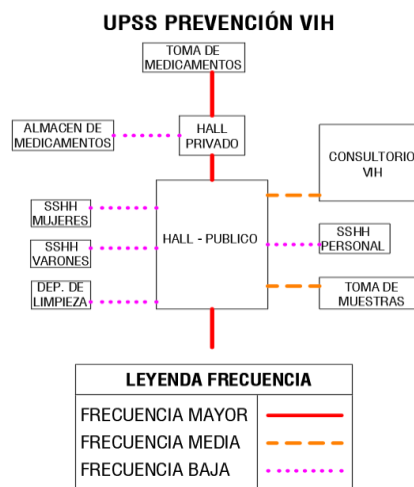 UPSS PREVENCIÓN VIH
TOMA DE
MEDICAMENTOS
ALMACEN DE
MEDICAMENTOS
HALL
PRIVADO
CONSULTORIO
VIH
SSHH
MUJERES
HALL - PUBLICO
SSHH
PERSONAL
SSHH
VARONES
DEP. DE
LIMPIEZA
TOMA DE
MUESTRAS
LEYENDA FRECUENCIA
FRECUENCIA MAYOR
FRECUENCIA MEDIA
FRECUENCIA BAJA